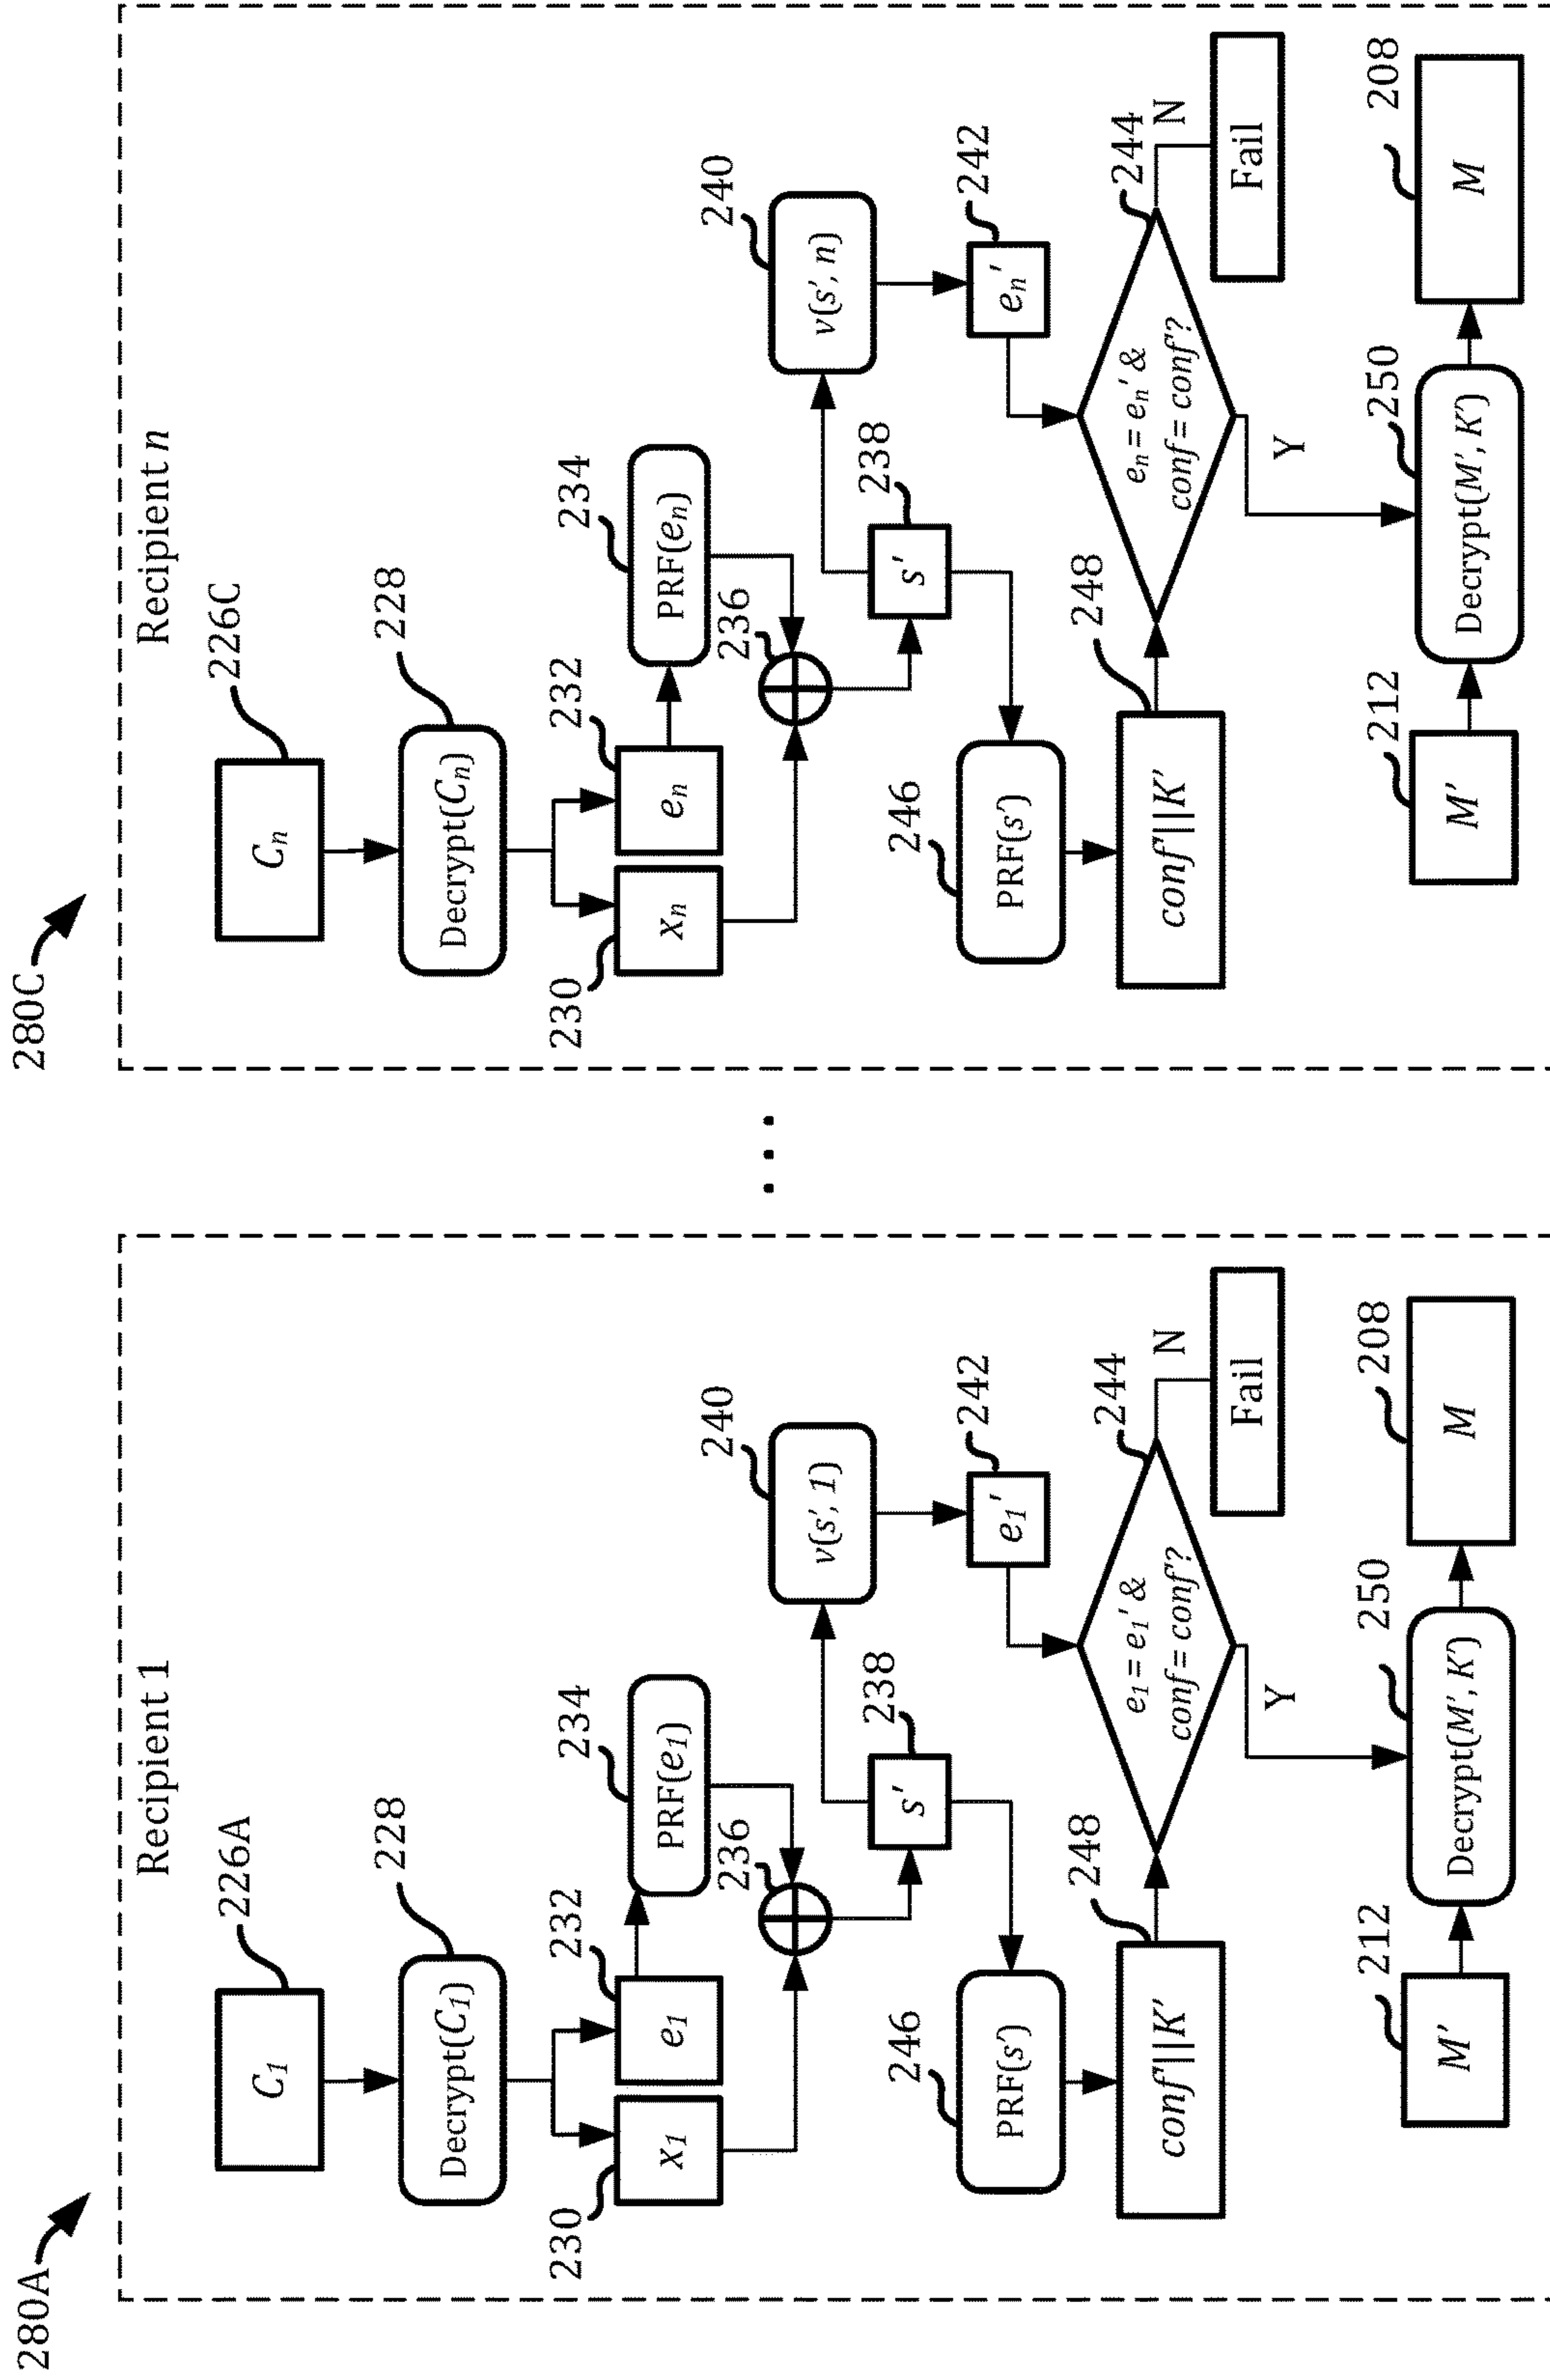 280A
Recipient 1
226A
C1
228
Decrypt(C1)
230
232
234
x1
e1
PRF(e1)
236
240
v(s', 1)
238
s'
246
PRF(s')
242
e1'
248
conf'||K'
244
e1 = e1' &
conf = conf'?
N
Fail
Y
212
M'
250
Decrypt(M', K')
208
M
...
280C
Recipient n
226C
Cn
228
Decrypt(Cn)
230
232
234
xn
en
PRF(en)
236
240
v(s', n)
238
s'
246
PRF(s')
242
en'
248
conf'||K'
244
en = en' &
conf = conf'?
N
Fail
Y
212
M'
250
Decrypt(M', K')
208
M